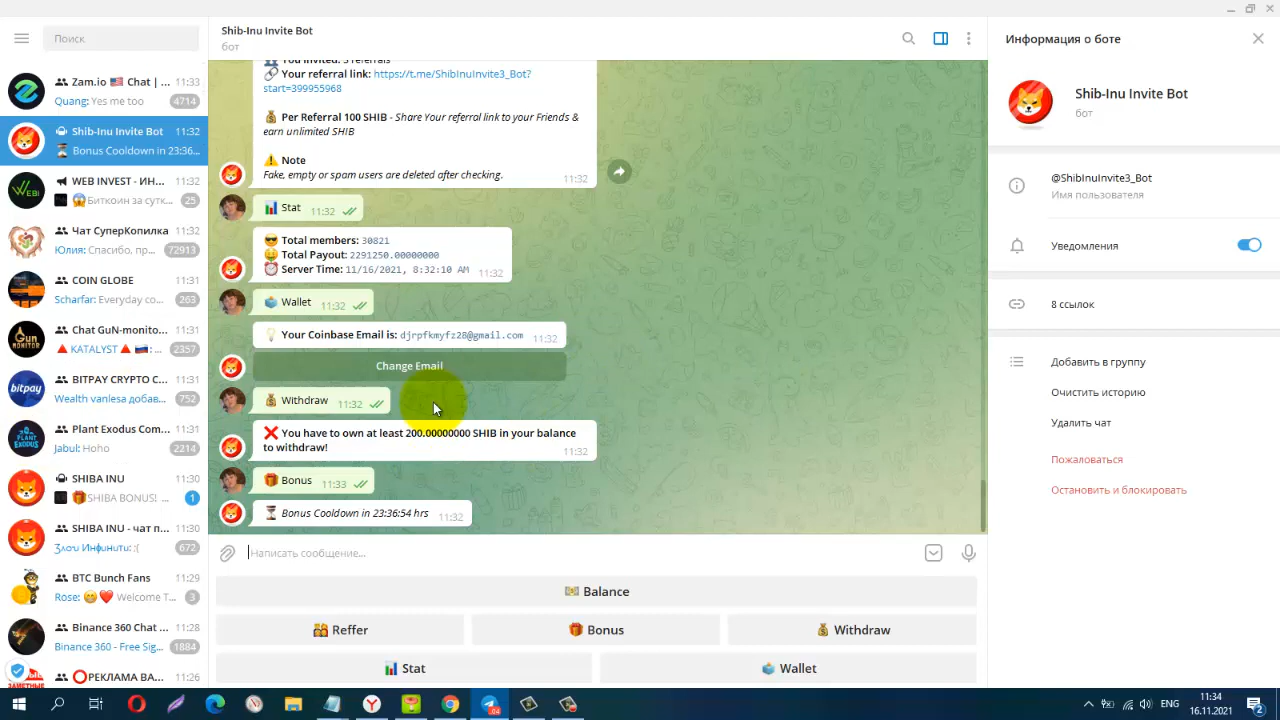 Поиск
Zam.io 🇺🇸 Chat | ... 11:33
Quang: Yes me too 4714
Shib-Inu Invite Bot 11:32
⏳ Bonus Cooldown in 23:36...
WEB INVEST - ИН... 11:32
😱Биткоин за сутк... 25
Чат СуперКопилка 11:32
Юлия: Спасибо, пр... 72913
COIN GLOBE 11:31
Scharfar: Everyday co... 263
Chat GuN-monito... 11:31
🔺KATALYST🔺🇷🇺: ... 2357
BITPAY CRYPTO C... 11:31
Wealth vanlesa добав... 752
Plant Exodus Com... 11:31
Jabul: Hoho 2214
SHIBA INU 11:30
🎁SHIBA BONUS! ... 1
SHIBA INU - чат п... 11:30
Инфинити: :( 672
BTC Bunch Fans 11:29
Rose: 😁❤️ Welcome T... 3
Binance 360 Chat ... 11:28
Binance 360 - Free Sig... 1884
⭕РЕКЛАМА ВА... 11:26
Shib-Inu Invite Bot
бот
🔗 Your referral link: https://t.me/ShibInuInvite3_Bot?
start=399955968
💰 Per Referral 100 SHIB - Share Your referral link to your Friends &
earn unlimited SHIB
⚠️ Note
Fake, empty or spam users are deleted after checking. 11:32
📊 Stat 11:32
😎 Total members: 30821
🤑 Total Payout: 2291250.00000000
⏰ Server Time: 11/16/2021, 8:32:10 AM 11:32
🗳 Wallet 11:32
💡 Your Coinbase Email is: djrpfkmyfz28@gmail.com 11:32
Change Email
💰 Withdraw 11:32
❌ You have to own at least 200.00000000 SHIB in your balance
to withdraw! 11:32
🎁 Bonus 11:33
⏳ Bonus Cooldown in 23:36:54 hrs 11:32
Написать сообщение...
💵 Balance
👫 Reffer 🎁 Bonus 💰 Withdraw
📊 Stat 🗳 Wallet
Информация о боте
Shib-Inu Invite Bot
бот
@ShibInuInvite3_Bot
Имя пользователя
Уведомления
8 ссылок
Добавить в группу
Очистить историю
Удалить чат
Пожаловаться
Остановить и блокировать
ENG
11:34
16.11.2021